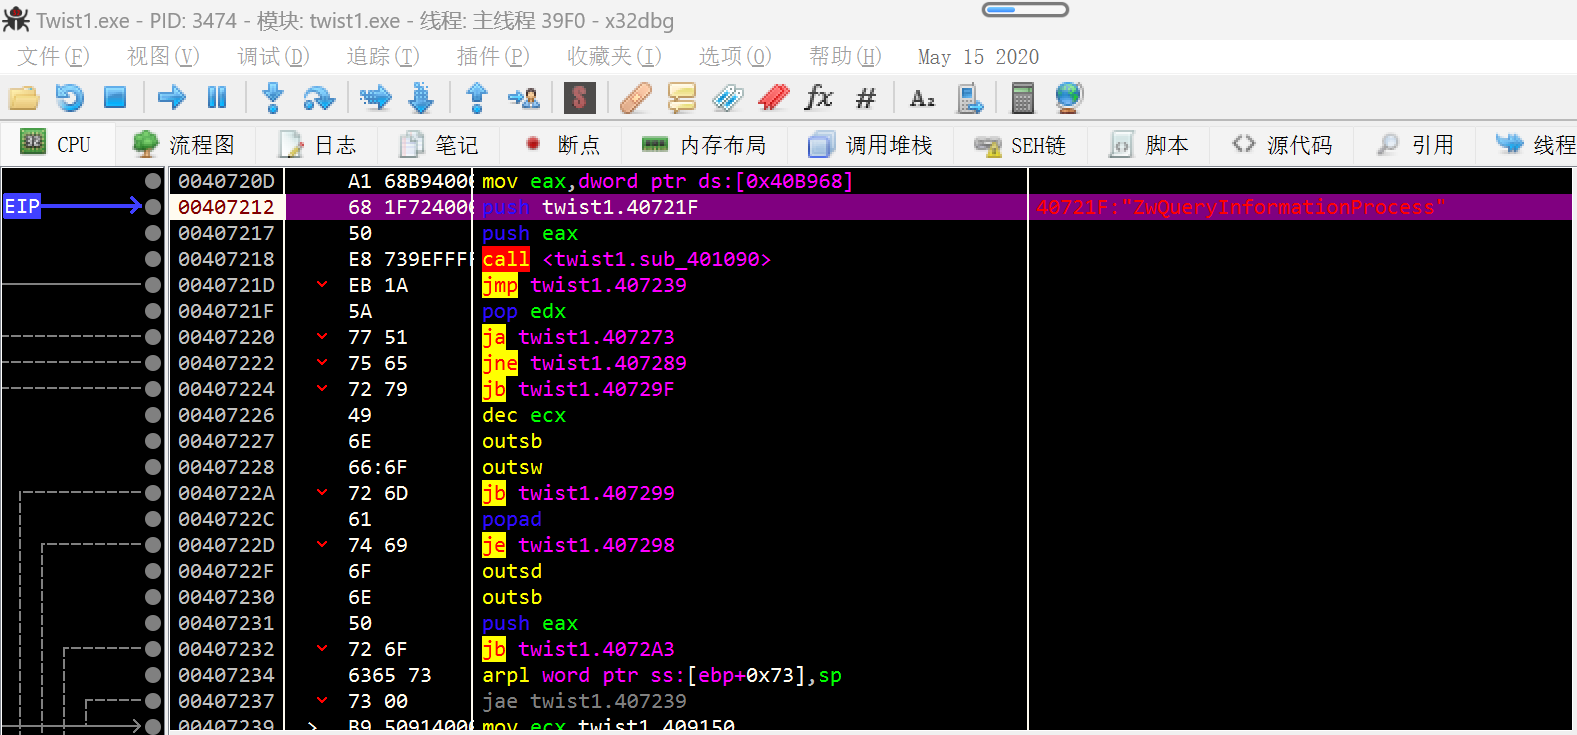 Twist1.exe - PID: 3474 - 模块: twist1.exe - 线程: 主线程 39F0 - x32dbg
文件(F) 视图(V) 调试(D) 追踪(T) 插件(P) 收藏夹(I) 选项(O) 帮助(H) May 15 2020
S fx # Az
32 CPU 流程图 日志 笔记 断点 内存布局 调用堆栈 SEH链 脚本 源代码 引用 线程
0040720D A1 68B94000 mov eax,dword ptr ds:[0x40B968]
EIP 00407212 68 1F724000 push twist1.40721F 40721F:"ZwQueryInformationProcess"
00407217 50 push eax
00407218 E8 739EFFFF call <twist1.sub_401090>
0040721D EB 1A jmp twist1.407239
0040721F 5A pop edx
00407220 77 51 ja twist1.407273
00407222 75 65 jne twist1.407289
00407224 72 79 jb twist1.40729F
00407226 49 dec ecx
00407227 6E outsb
00407228 66:6F outsw
0040722A 72 6D jb twist1.407299
0040722C 61 popad
0040722D 74 69 je twist1.407298
0040722F 6F outsd
00407230 6E outsb
00407231 50 push eax
00407232 72 6F jb twist1.4072A3
00407234 6365 73 arpl word ptr ss:[ebp+0x73],sp
00407237 73 00 jae twist1.407239
00407239 > B9 50914000 mov ecx twist1.409150